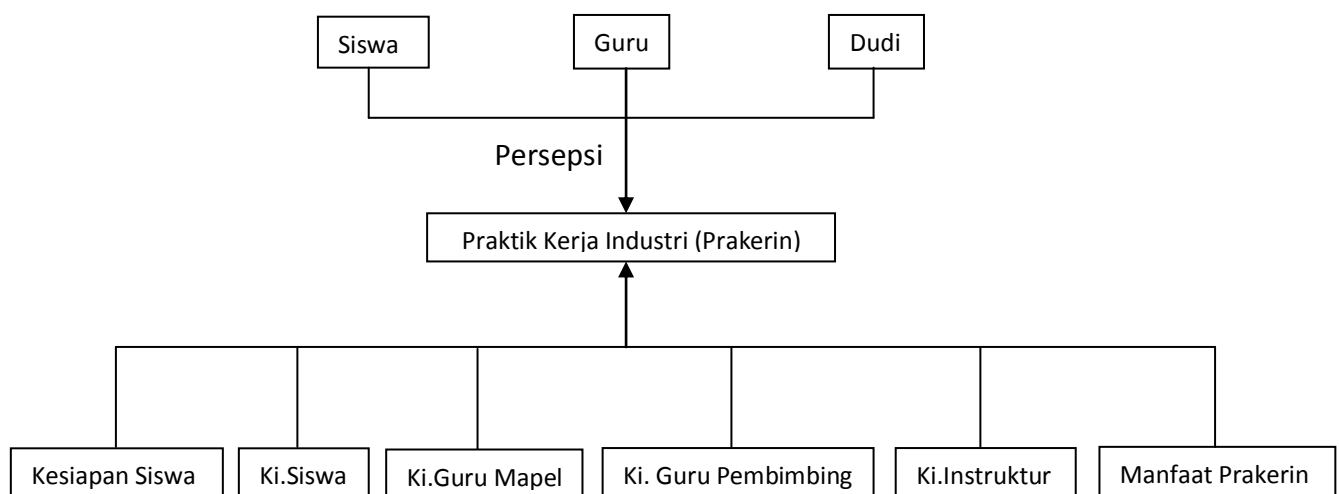 Siswa
Guru
Dudi
Persepsi
Praktik Kerja Industri (Prakerin)
Kesiapan Siswa
Ki.Siswa
Ki.Guru Mapel
Ki. Guru Pembimbing
Ki.Instruktur
Manfaat Prakerin